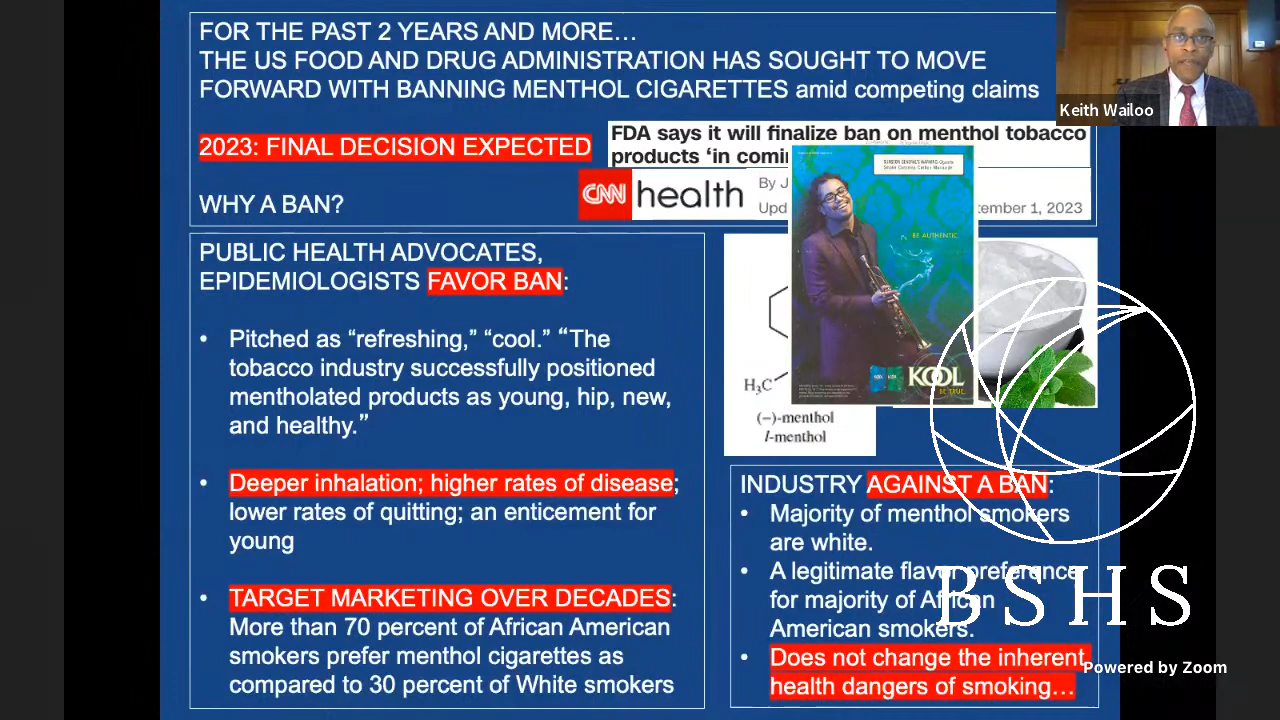 FOR THE PAST 2 YEARS AND MORE…
THE US FOOD AND DRUG ADMINISTRATION HAS SOUGHT TO MOVE
FORWARD WITH BANNING MENTHOL CIGARETTES amid competing claims
Keith Wailoo
2023: FINAL DECISION EXPECTED
FDA says it will finalize ban on menthol tobacco
products ‘in comi
CNN health
By J
Upd
tember 1, 2023
WHY A BAN?
BE AUTHENTIC
KOOL
BE TRUE
H₃C
(−)-menthol
l-menthol
PUBLIC HEALTH ADVOCATES,
EPIDEMIOLOGISTS FAVOR BAN:
• Pitched as “refreshing,” “cool.” “The
tobacco industry successfully positioned
mentholated products as young, hip, new,
and healthy.”
• Deeper inhalation; higher rates of disease;
lower rates of quitting; an enticement for
young
• TARGET MARKETING OVER DECADES:
More than 70 percent of African American
smokers prefer menthol cigarettes as
compared to 30 percent of White smokers
INDUSTRY AGAINST A BAN:
• Majority of menthol smokers
are white.
• A legitimate flavor preference
for majority of African
American smokers.
• Does not change the inherent
health dangers of smoking…
BSHS
Powered by Zoom